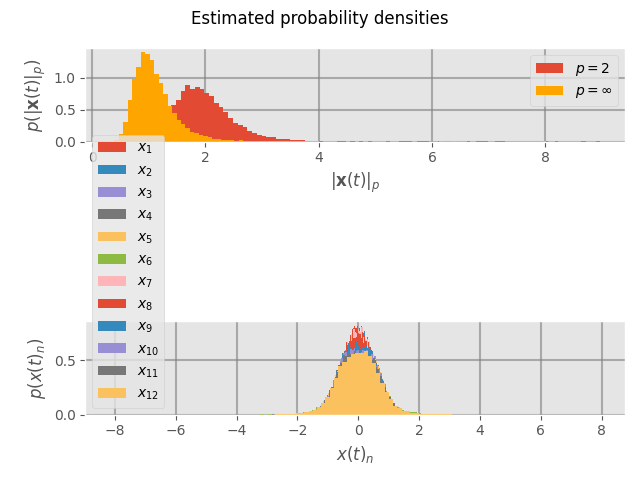 Estimated probability densities
p(|x(t)|_p)
1.0
0.5
0.0
p = 2
p = ∞
0
2
4
6
8
|x(t)|_p
x_1
x_2
x_3
x_4
x_5
x_6
x_7
x_8
x_9
x_10
x_11
x_12
p(x(t)_n)
0.5
0.0
−8
−6
−4
−2
0
2
4
6
8
x(t)_n